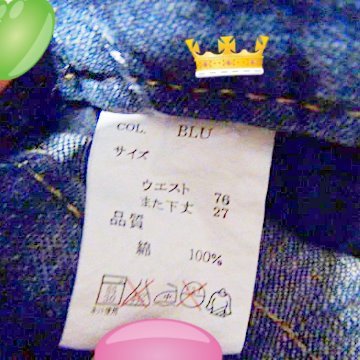 COL. BLU
サイズ
ウエスト 76
また下丈 27
品質
綿 100%